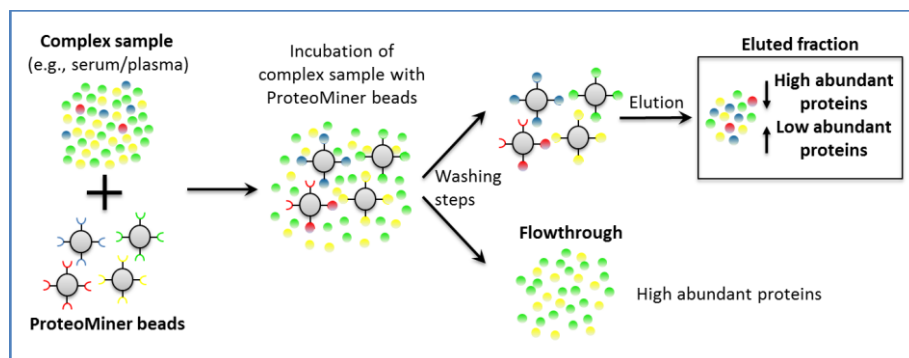 Complex sample
(e.g., serum/plasma)
ProteoMiner beads
Incubation of
complex sample with
ProteoMiner beads
Washing
steps
Elution
Eluted fraction
High abundant
proteins
Low abundant
proteins
Flowthrough
High abundant proteins